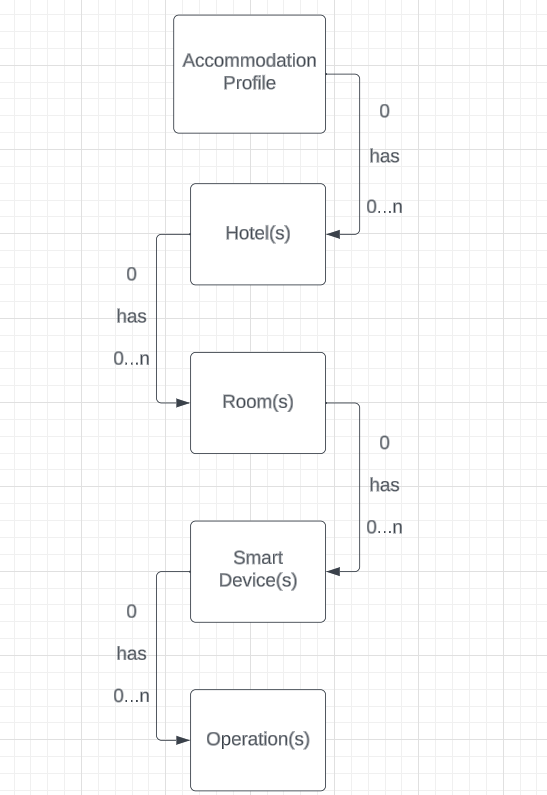 Accommodation
Profile
0
has
0...n
Hotel(s)
0
has
0...n
Room(s)
0
has
0...n
Smart
Device(s)
0
has
0...n
Operation(s)